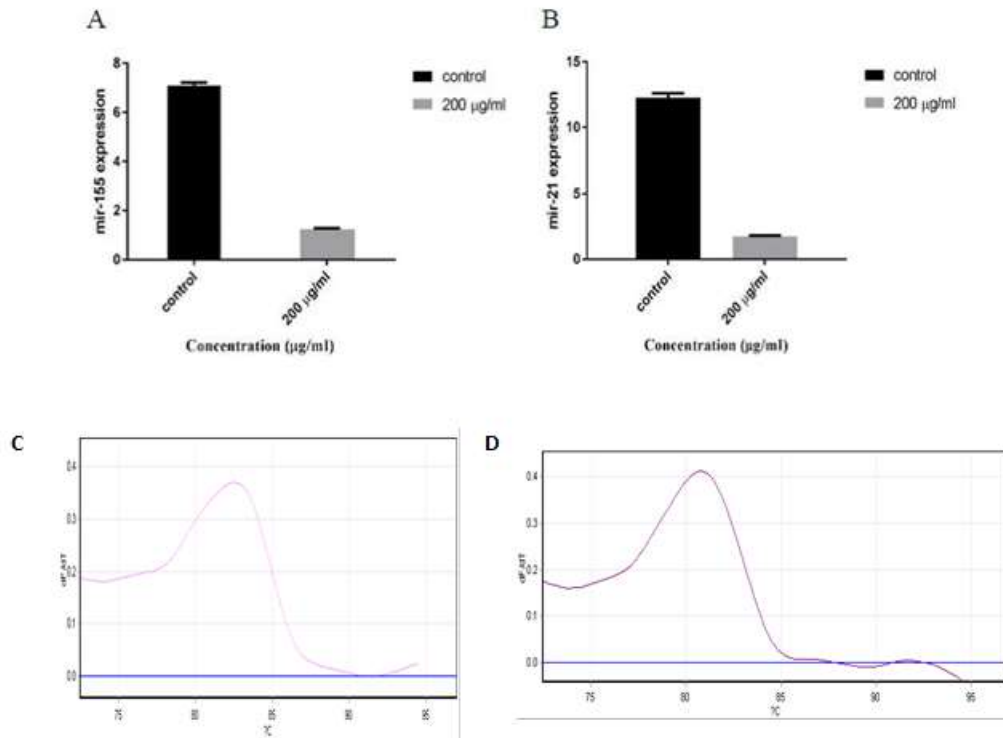 A
mir-155 expression
8
6
4
2
0
control
200 µg/ml
control
200 µg/ml
Concentration (µg/ml)
B
mir-21 expression
15
10
5
0
control
200 µg/ml
control
200 µg/ml
Concentration (µg/ml)
C
0.4
0.3
0.2
0.1
0.0
80
°C
D
0.4
0.3
0.2
0.1
0.0
75
80
85
90
95
°C